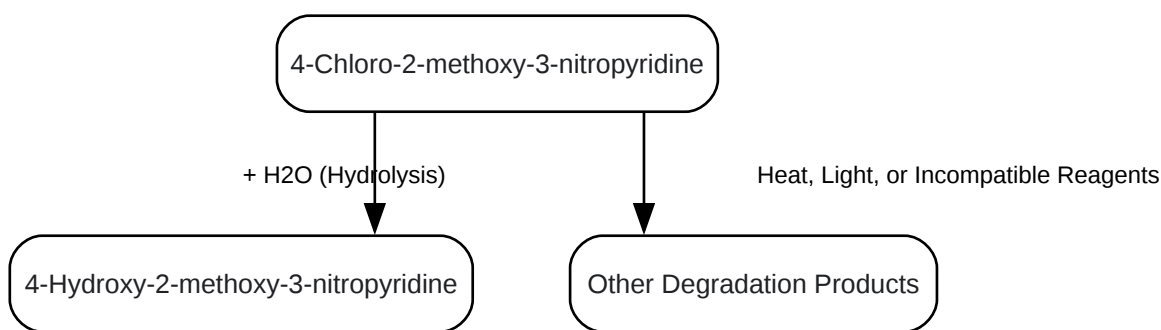 4-Chloro-2-methoxy-3-nitropyridine
+ H2O (Hydrolysis)
Heat, Light, or Incompatible Reagents
4-Hydroxy-2-methoxy-3-nitropyridine
Other Degradation Products